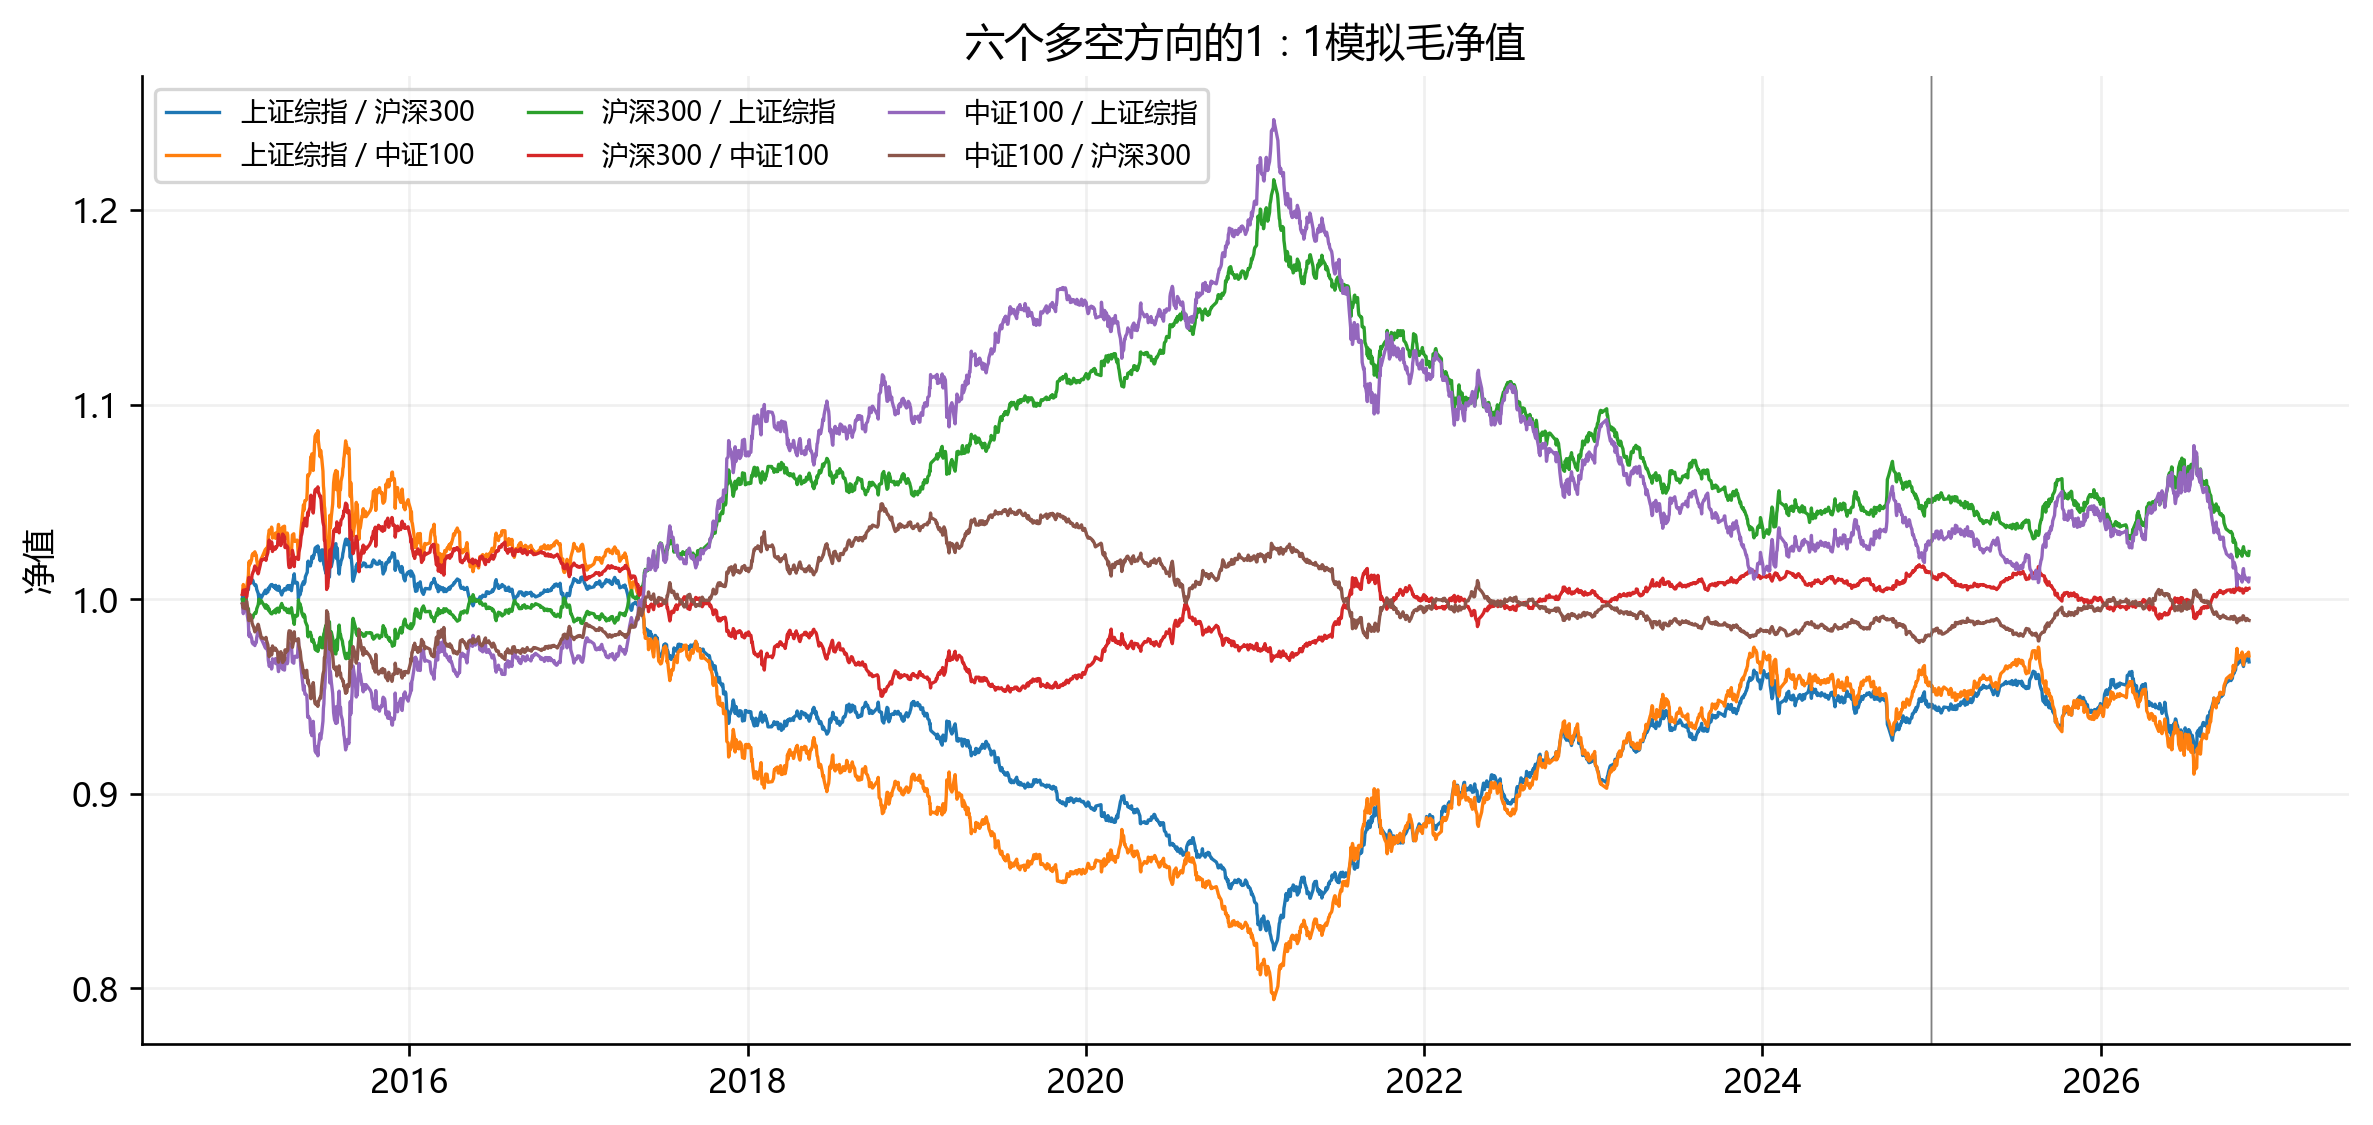 六个多空方向的1：1模拟毛净值
上证综指 / 沪深300
上证综指 / 中证100
沪深300 / 上证综指
沪深300 / 中证100
中证100 / 上证综指
中证100 / 沪深300
净值
1.2
1.1
1.0
0.9
0.8
2016 2018 2020 2022 2024 2026